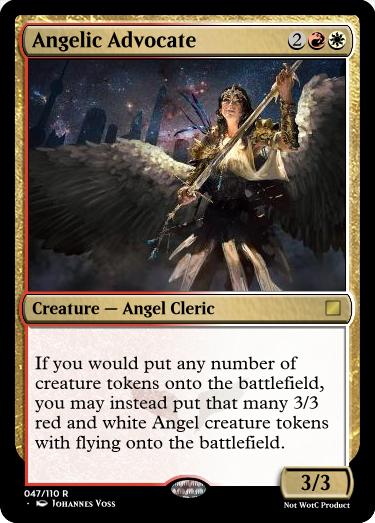 Angelic Advocate 2
Creature — Angel Cleric
If you would put any number of
creature tokens onto the battlefield,
you may instead put that many 3/3
red and white Angel creature tokens
with flying onto the battlefield.
3/3
047/110 R
Johannes Voss
Not WotC Product